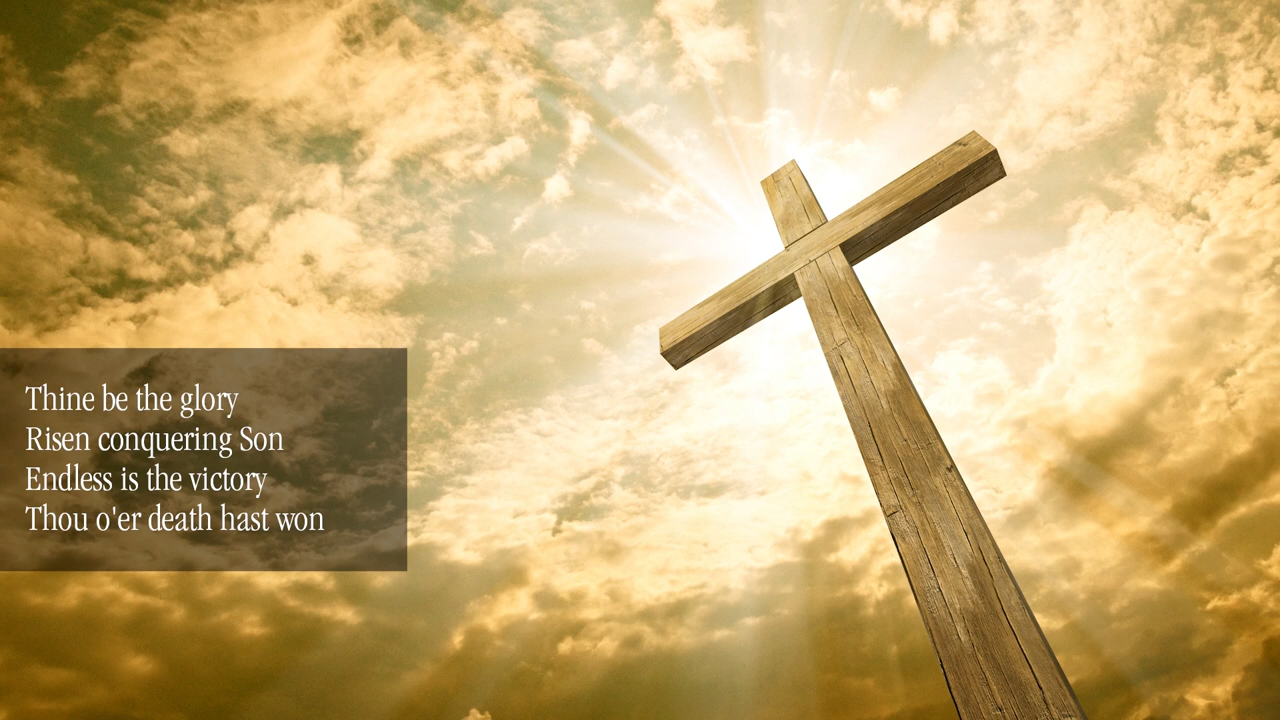 Thine be the glory
Risen conquering Son
Endless is the victory
Thou o'er death hast won